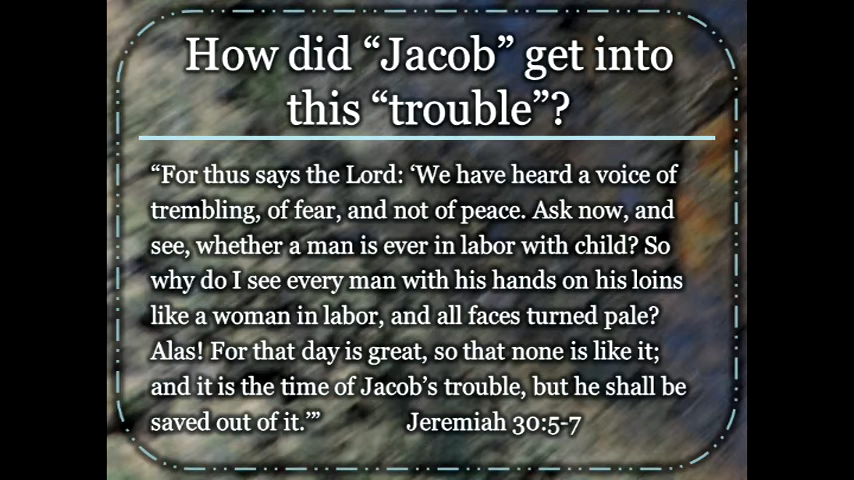 How did “Jacob” get into
this “trouble”?
“For thus says the Lord: ‘We have heard a voice of
trembling, of fear, and not of peace. Ask now, and
see, whether a man is ever in labor with child? So
why do I see every man with his hands on his loins
like a woman in labor, and all faces turned pale?
Alas! For that day is great, so that none is like it;
and it is the time of Jacob’s trouble, but he shall be
saved out of it.’” Jeremiah 30:5-7